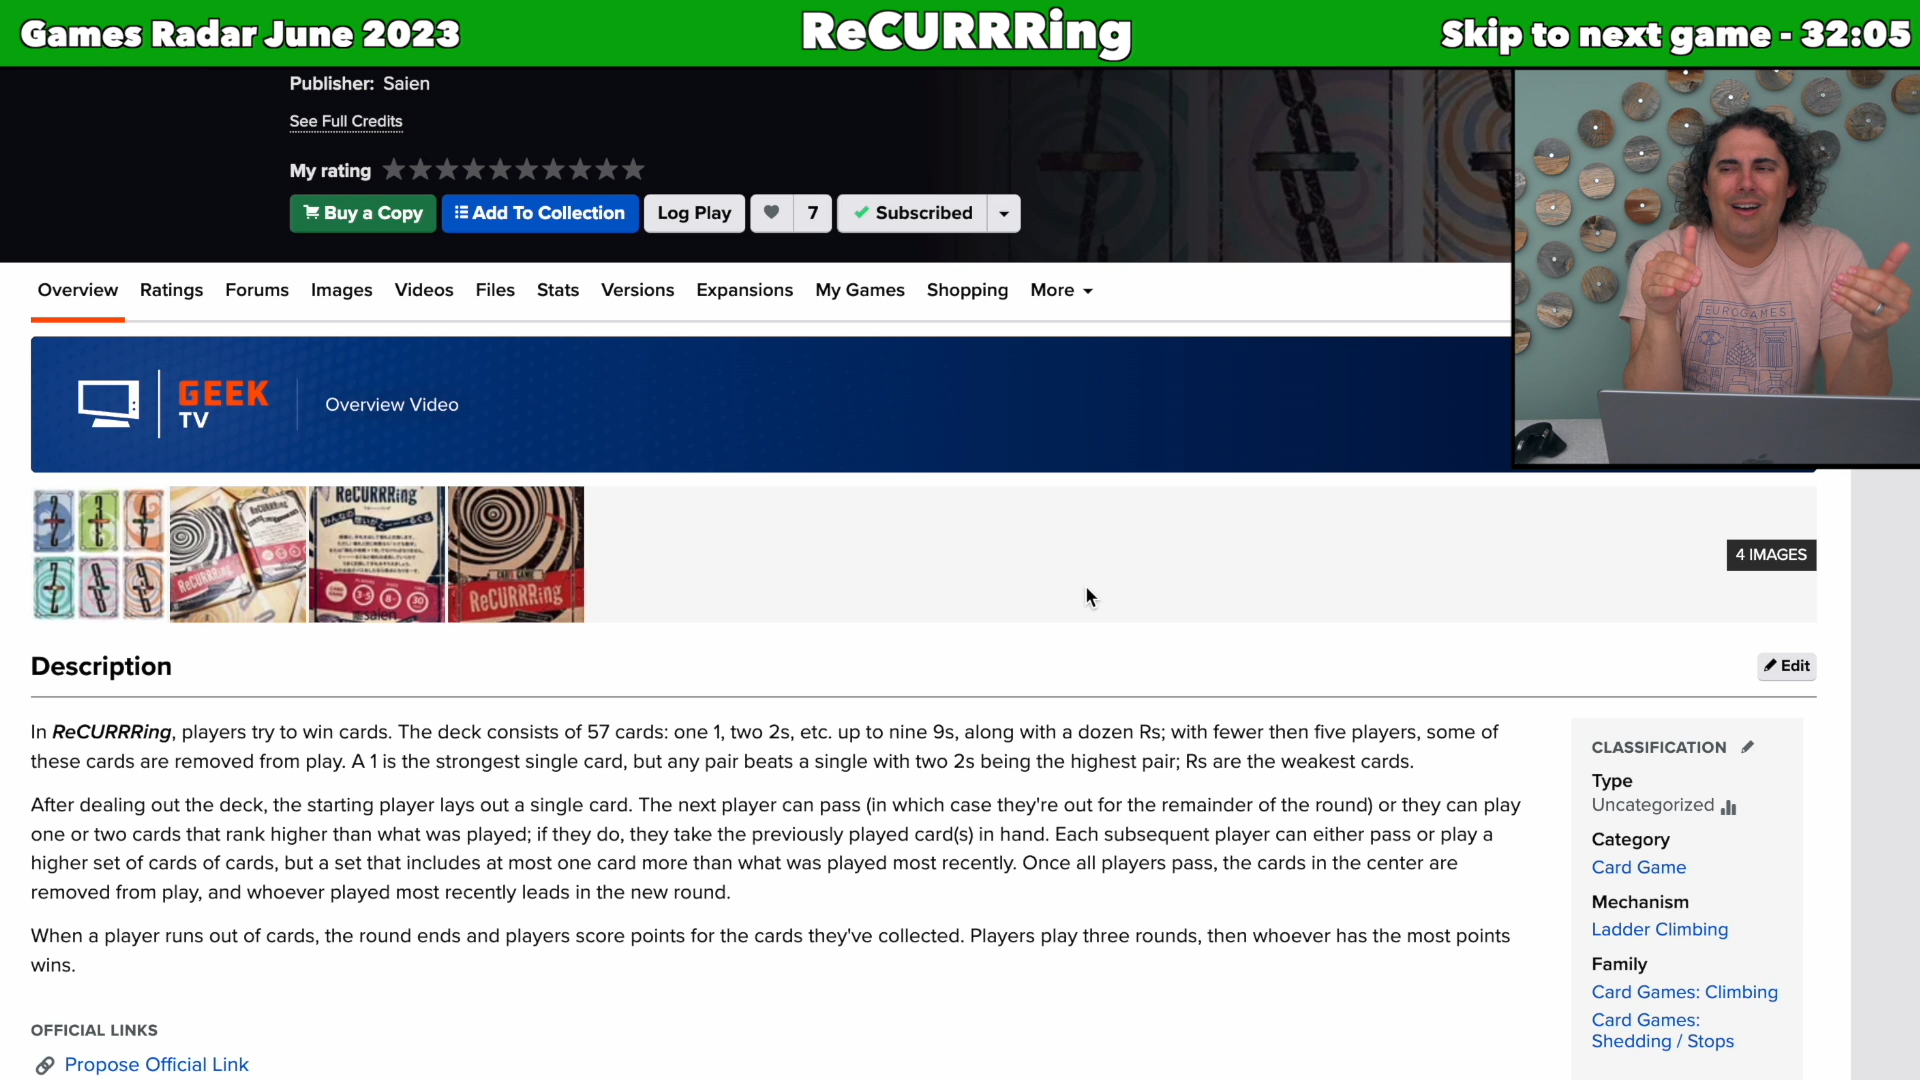 Games Radar June 2023
ReCURRRing
Skip to next game - 32:05
Publisher: Saien
See Full Credits
My rating
Buy a Copy
Add To Collection
Log Play
7
Subscribed
Overview
Ratings
Forums
Images
Videos
Files
Stats
Versions
Expansions
My Games
Shopping
More
EUROGAMES
GEEK
TV
Overview Video
ReCURRRing
ReCURRRing
ReCURRRing
saien
CARD GAME
ReCURRRing
4 IMAGES
Description
Edit
In ReCURRRing, players try to win cards. The deck consists of 57 cards: one 1, two 2s, etc. up to nine 9s, along with a dozen Rs; with fewer then five players, some of
these cards are removed from play. A 1 is the strongest single card, but any pair beats a single with two 2s being the highest pair; Rs are the weakest cards.
After dealing out the deck, the starting player lays out a single card. The next player can pass (in which case they're out for the remainder of the round) or they can play
one or two cards that rank higher than what was played; if they do, they take the previously played card(s) in hand. Each subsequent player can either pass or play a
higher set of cards of cards, but a set that includes at most one card more than what was played most recently. Once all players pass, the cards in the center are
removed from play, and whoever played most recently leads in the new round.
When a player runs out of cards, the round ends and players score points for the cards they've collected. Players play three rounds, then whoever has the most points
wins.
OFFICIAL LINKS
Propose Official Link
CLASSIFICATION
Type
Uncategorized
Category
Card Game
Mechanism
Ladder Climbing
Family
Card Games: Climbing
Card Games:
Shedding / Stops